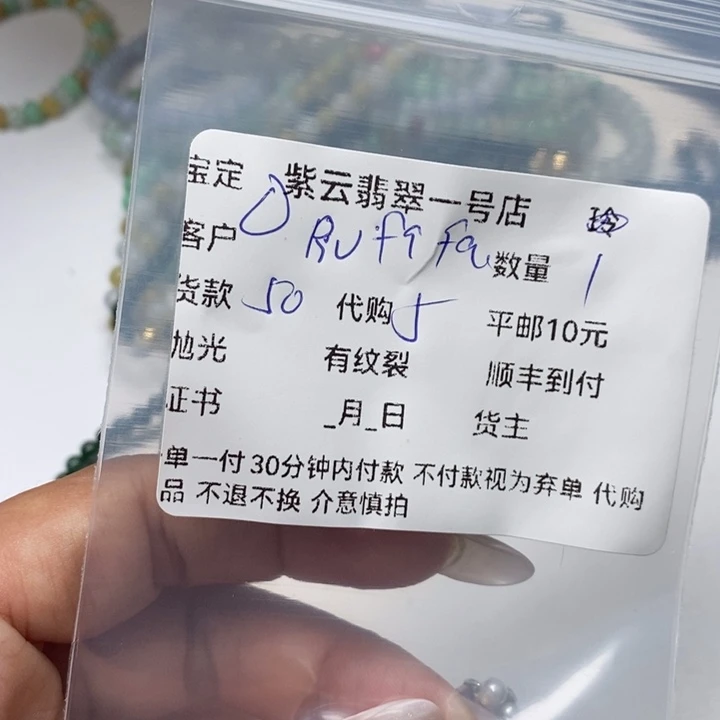 宝定 紫云翡翠一号店 玲
客户 Rufafa 数量 1
货款 50 代购 5 平邮10元
抛光 有纹裂 顺丰到付
证书 _月_日 货主
单一付 30分钟内付款 不付款视为弃单 代购
品 不退不换 介意慎拍